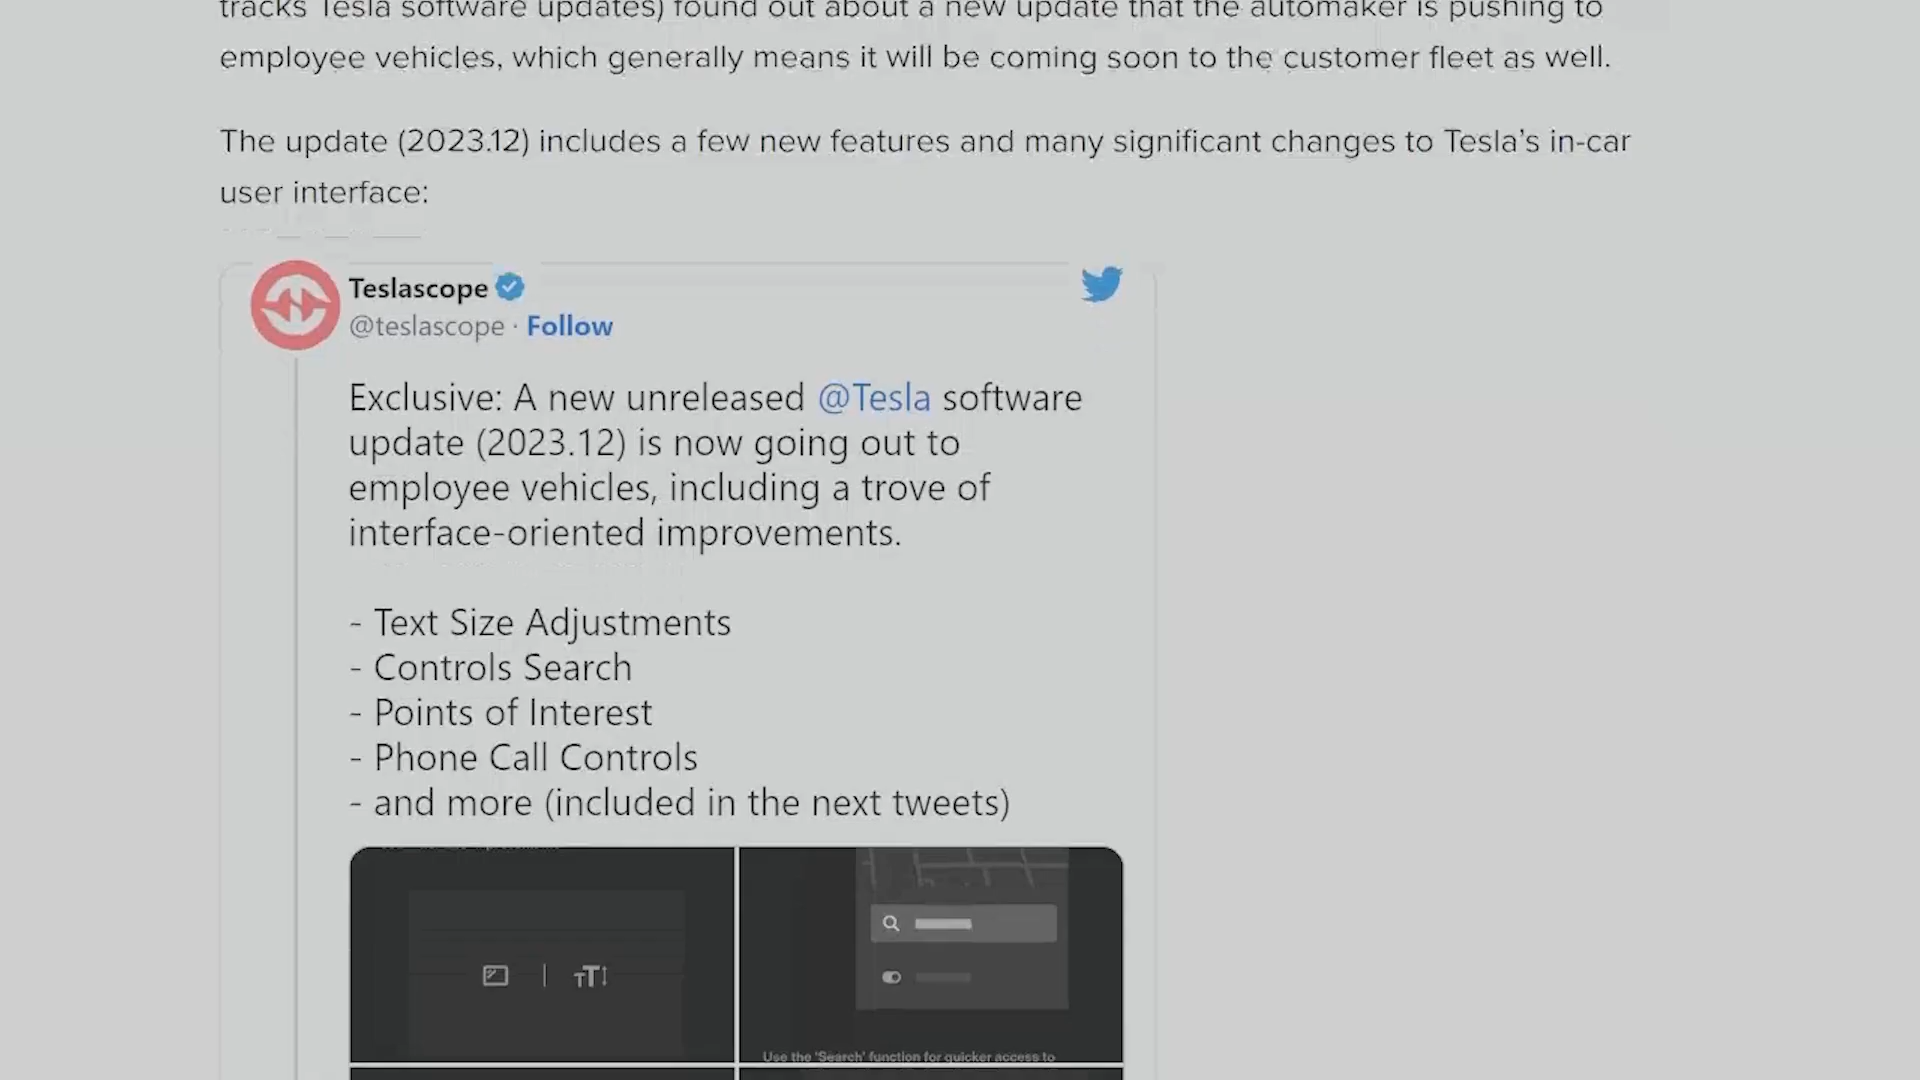 tracks Tesla software updates) found out about a new update that the automaker is pushing to
employee vehicles, which generally means it will be coming soon to the customer fleet as well.
The update (2023.12) includes a few new features and many significant changes to Tesla’s in-car
user interface:
Teslascope
@teslascope · Follow
Exclusive: A new unreleased @Tesla software
update (2023.12) is now going out to
employee vehicles, including a trove of
interface-oriented improvements.
- Text Size Adjustments
- Controls Search
- Points of Interest
- Phone Call Controls
- and more (included in the next tweets)
TT
Use the 'Search' function for quicker access to